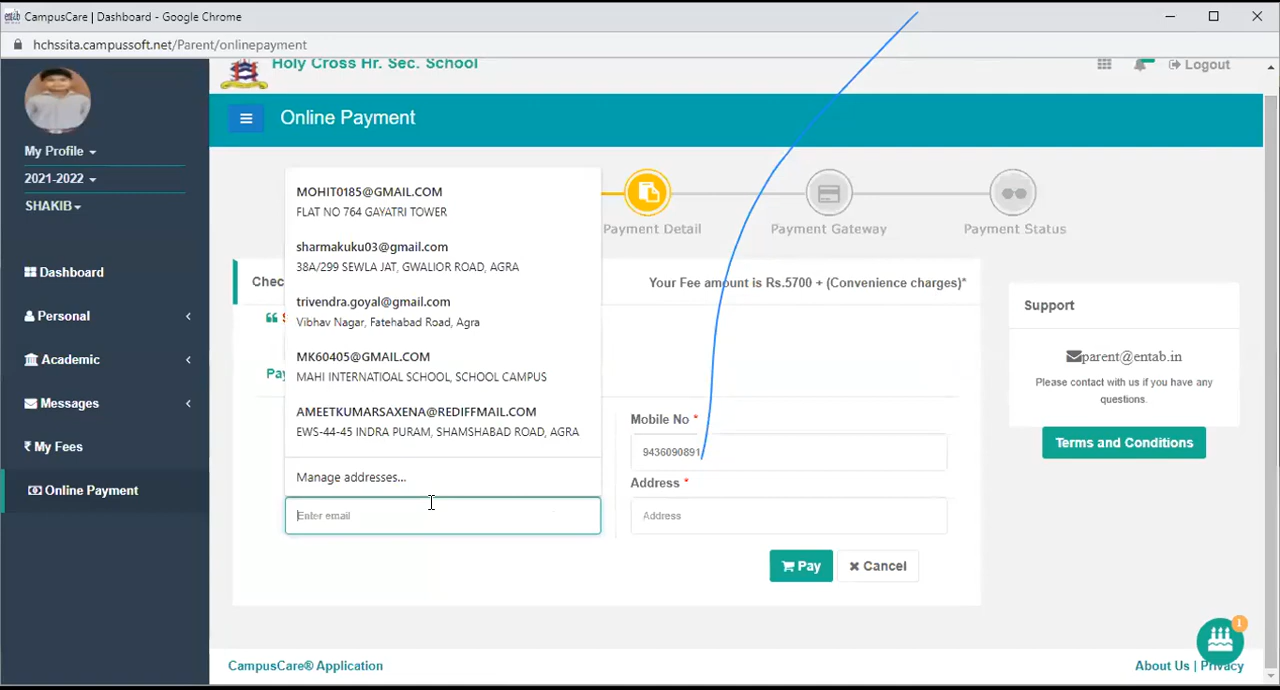 CampusCare | Dashboard - Google Chrome
hchssita.campussoft.net/Parent/onlinepayment
Holy Cross Hr. Sec. School
Logout
Online Payment
My Profile
2021-2022
SHAKIB
Dashboard
Personal
Academic
Messages
My Fees
Online Payment
Payment Detail
Payment Gateway
Payment Status
Your Fee amount is Rs.5700 + (Convenience charges)*
MOHIT0185@GMAIL.COM
FLAT NO 764 GAYATRI TOWER
sharmakuku03@gmail.com
38A/299 SEWLA JAT, GWALIOR ROAD, AGRA
trivendra.goyal@gmail.com
Vibhav Nagar, Fatehabad Road, Agra
MK60405@GMAIL.COM
MAHI INTERNATIOAL SCHOOL, SCHOOL CAMPUS
AMEETKUMARSAXENA@REDIFFMAIL.COM
EWS-44-45 INDRA PURAM, SHAMSHABAD ROAD, AGRA
Manage addresses...
Enter email
Mobile No *
9436090891
Address *
Address
Pay
Cancel
Support
parent@entab.in
Please contact with us if you have any
questions.
Terms and Conditions
1
CampusCare® Application
About Us | Privacy